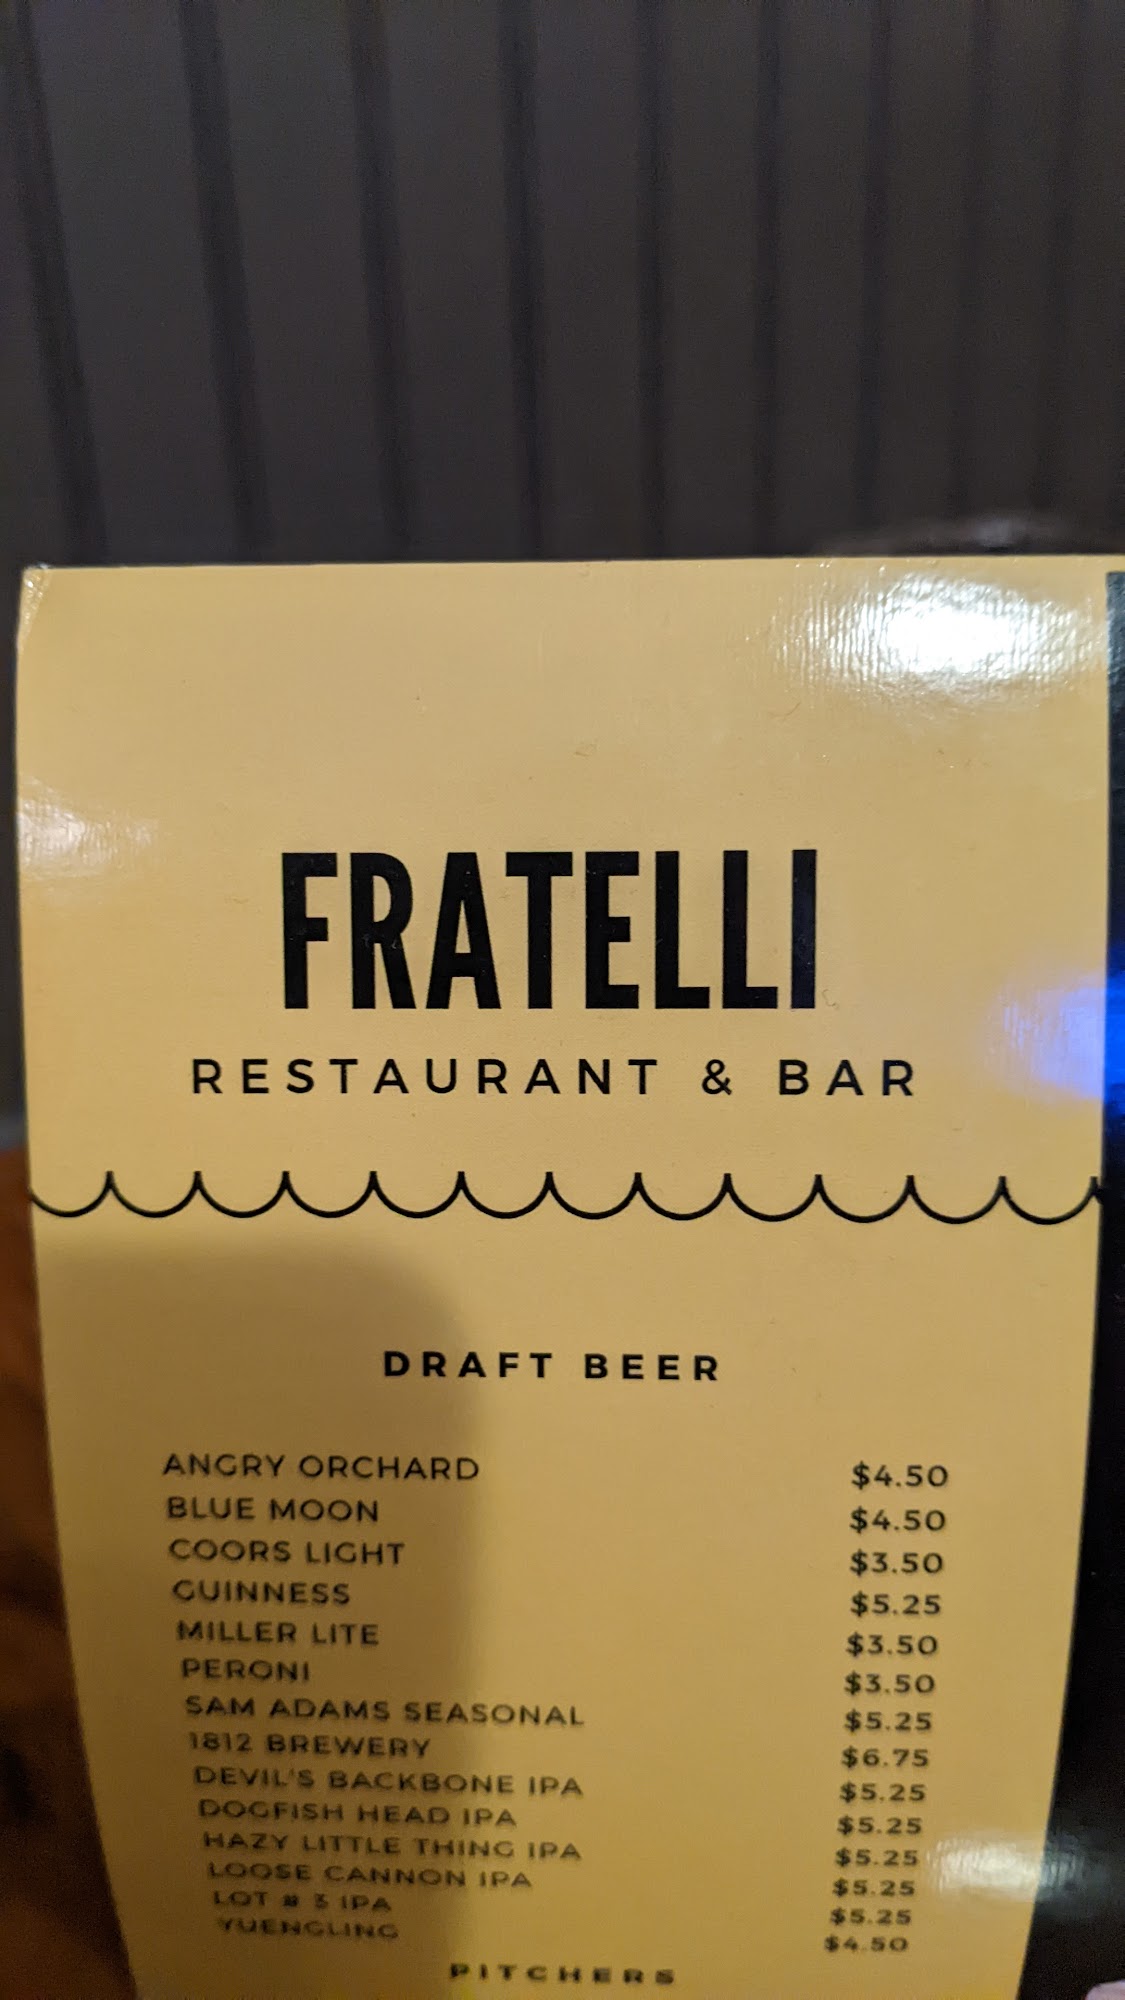 FRATELLI
RESTAURANT & BAR
DRAFT BEER
ANGRY ORCHARD $4.50
BLUE MOON $4.50
COORS LIGHT $3.50
GUINNESS $5.25
MILLER LITE $3.50
PERONI $3.50
SAM ADAMS SEASONAL $5.25
1812 BREWERY $6.75
DEVIL'S BACKBONE IPA $5.25
DOGFISH HEAD IPA $5.25
HAZY LITTLE THING IPA $5.25
LOOSE CANNON IPA $5.25
LOT # 3 IPA $5.25
YUENGLING $4.50
PITCHERS